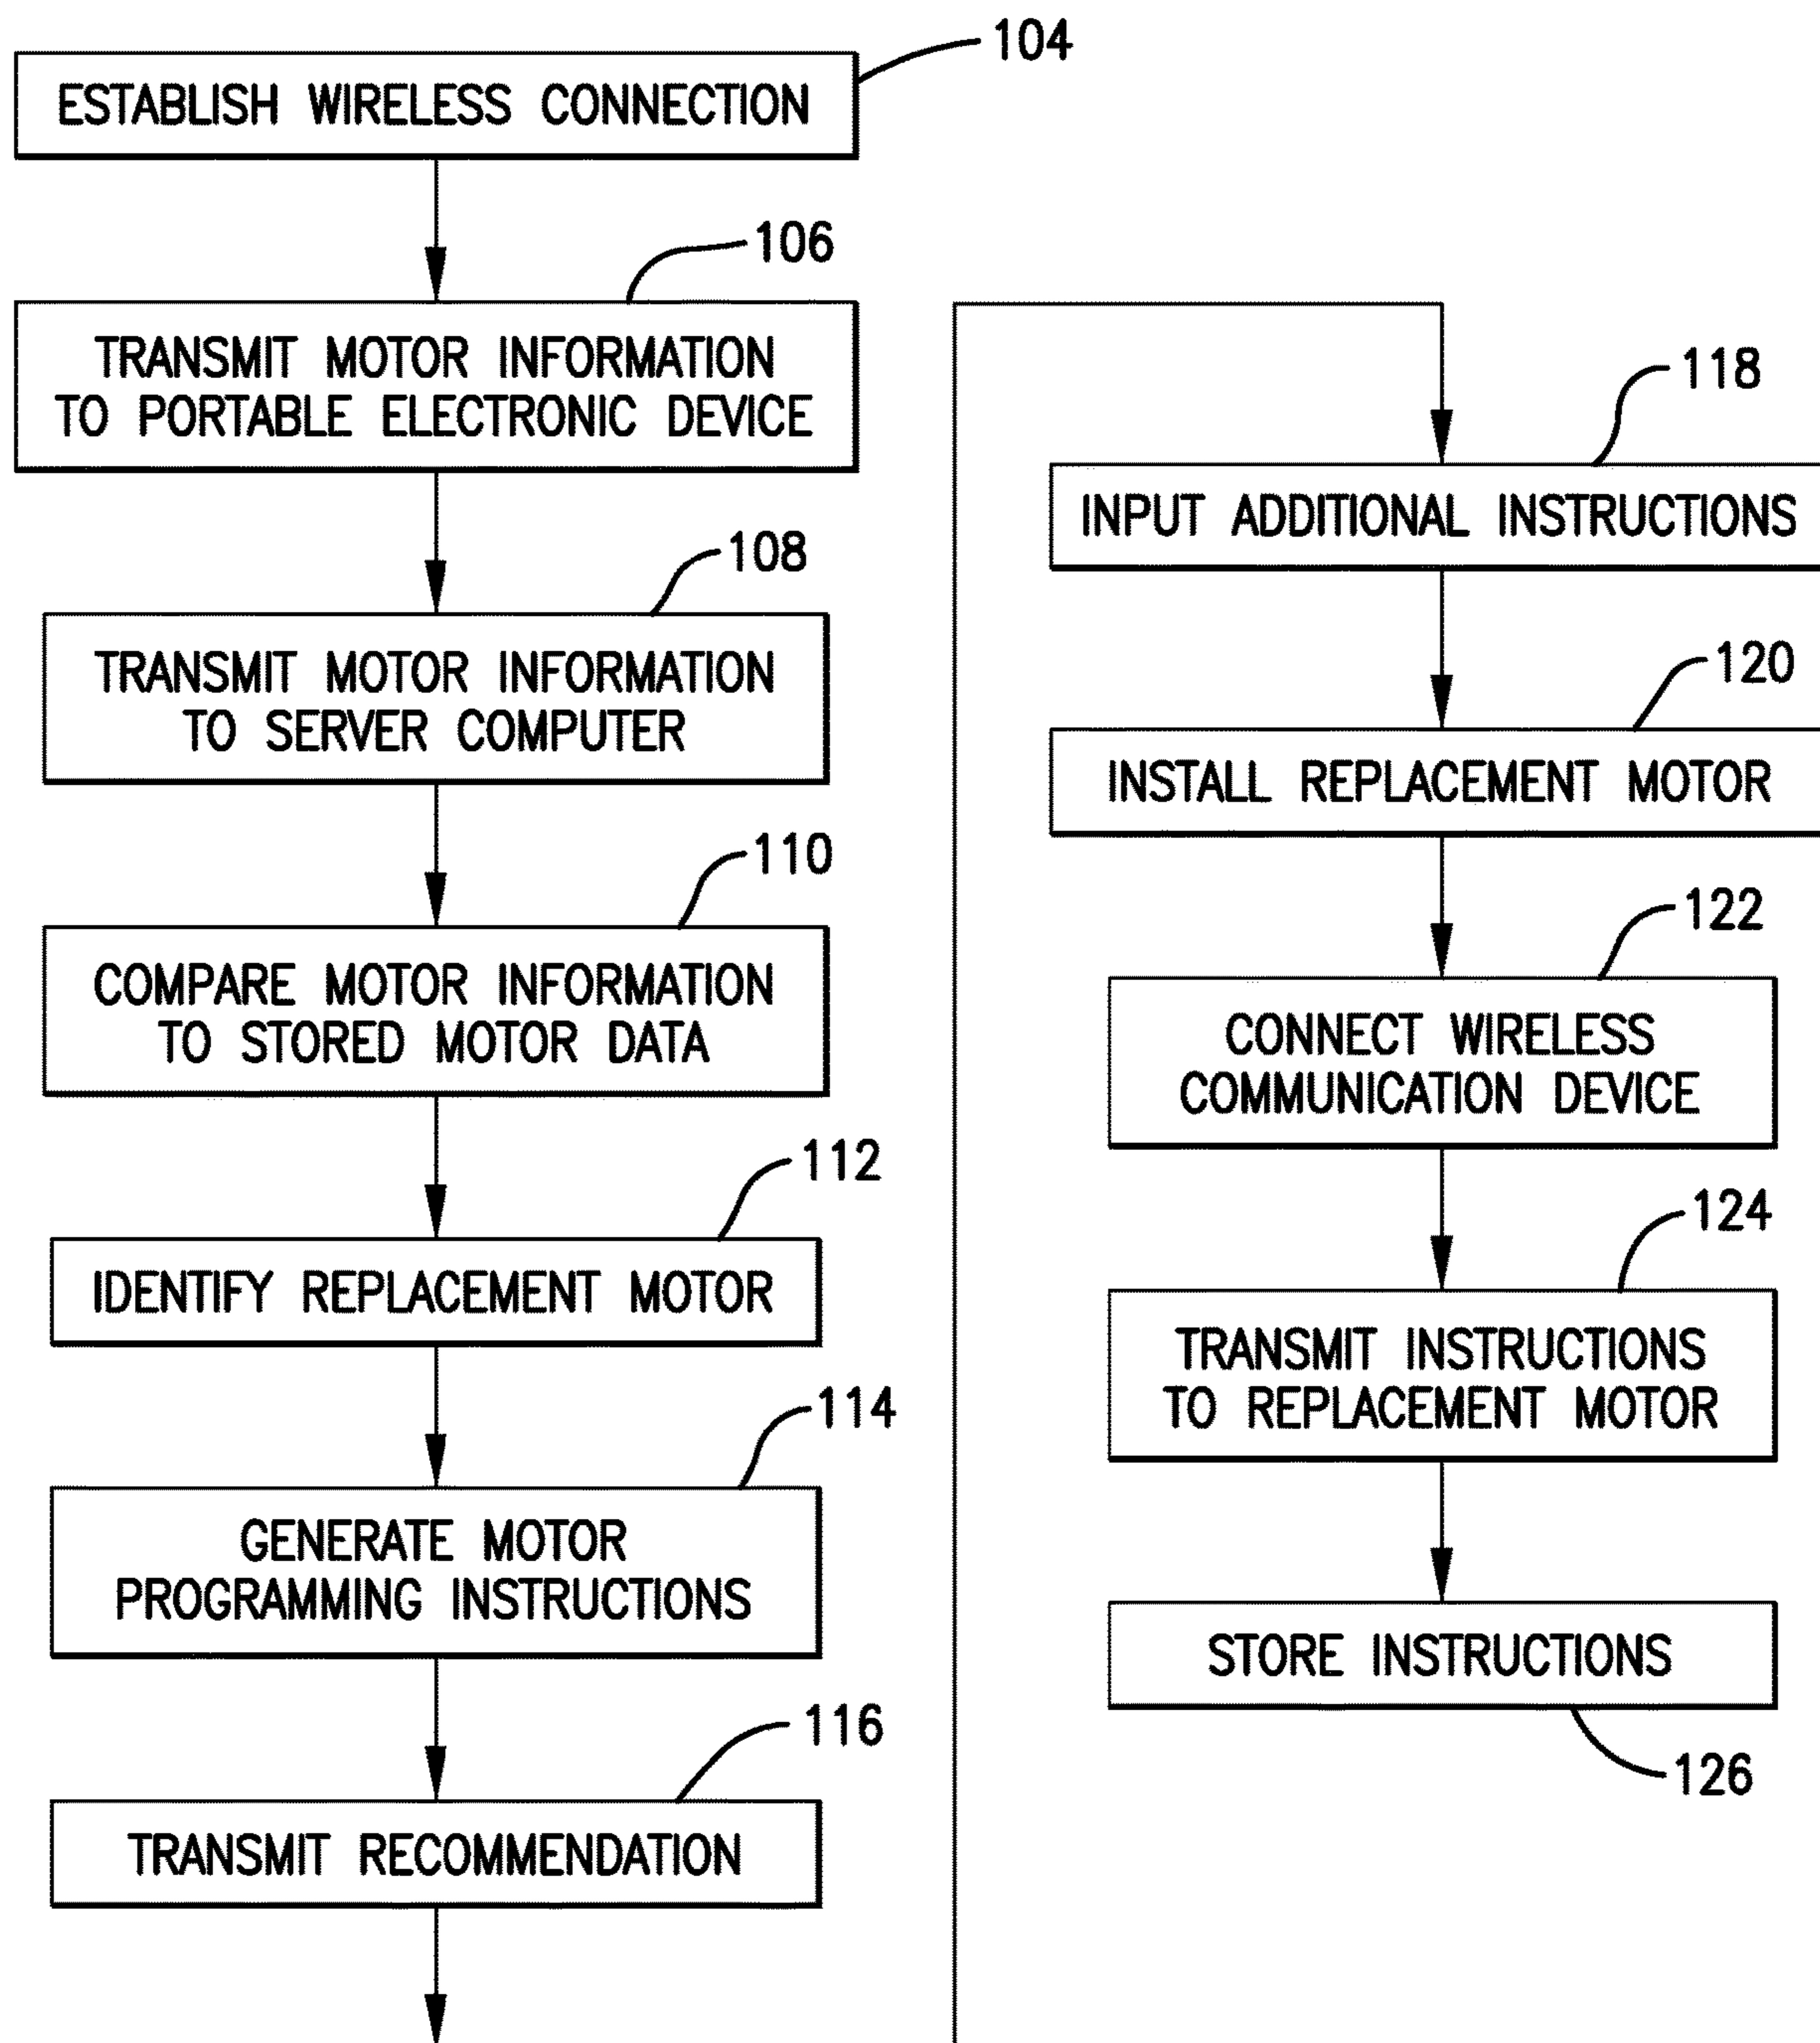 104
ESTABLISH WIRELESS CONNECTION
106
TRANSMIT MOTOR INFORMATION
TO PORTABLE ELECTRONIC DEVICE
108
TRANSMIT MOTOR INFORMATION
TO SERVER COMPUTER
110
COMPARE MOTOR INFORMATION
TO STORED MOTOR DATA
112
IDENTIFY REPLACEMENT MOTOR
114
GENERATE MOTOR
PROGRAMMING INSTRUCTIONS
116
TRANSMIT RECOMMENDATION
118
INPUT ADDITIONAL INSTRUCTIONS
120
INSTALL REPLACEMENT MOTOR
122
CONNECT WIRELESS
COMMUNICATION DEVICE
124
TRANSMIT INSTRUCTIONS
TO REPLACEMENT MOTOR
STORE INSTRUCTIONS
126